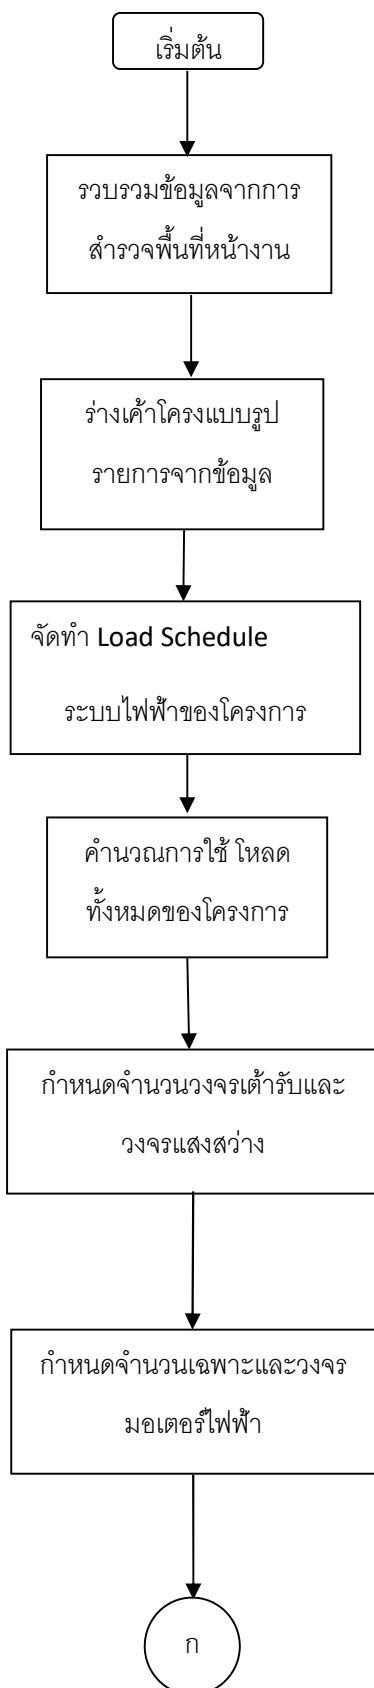 เริ่มต้น
รวบรวมข้อมูลจากการ
สำรวจพื้นที่หน้างาน
ร่างเค้าโครงแบบรูป
รายการจากข้อมูล
จัดทำ Load Schedule
ระบบไฟฟ้าของโครงการ
คำนวณการใช้ โหลด
ทั้งหมดของโครงการ
กำหนดจำนวนวงจรเต้ารับและ
วงจรแสงสว่าง
กำหนดจำนวนเฉพาะและวงจร
มอเตอร์ไฟฟ้า
ก